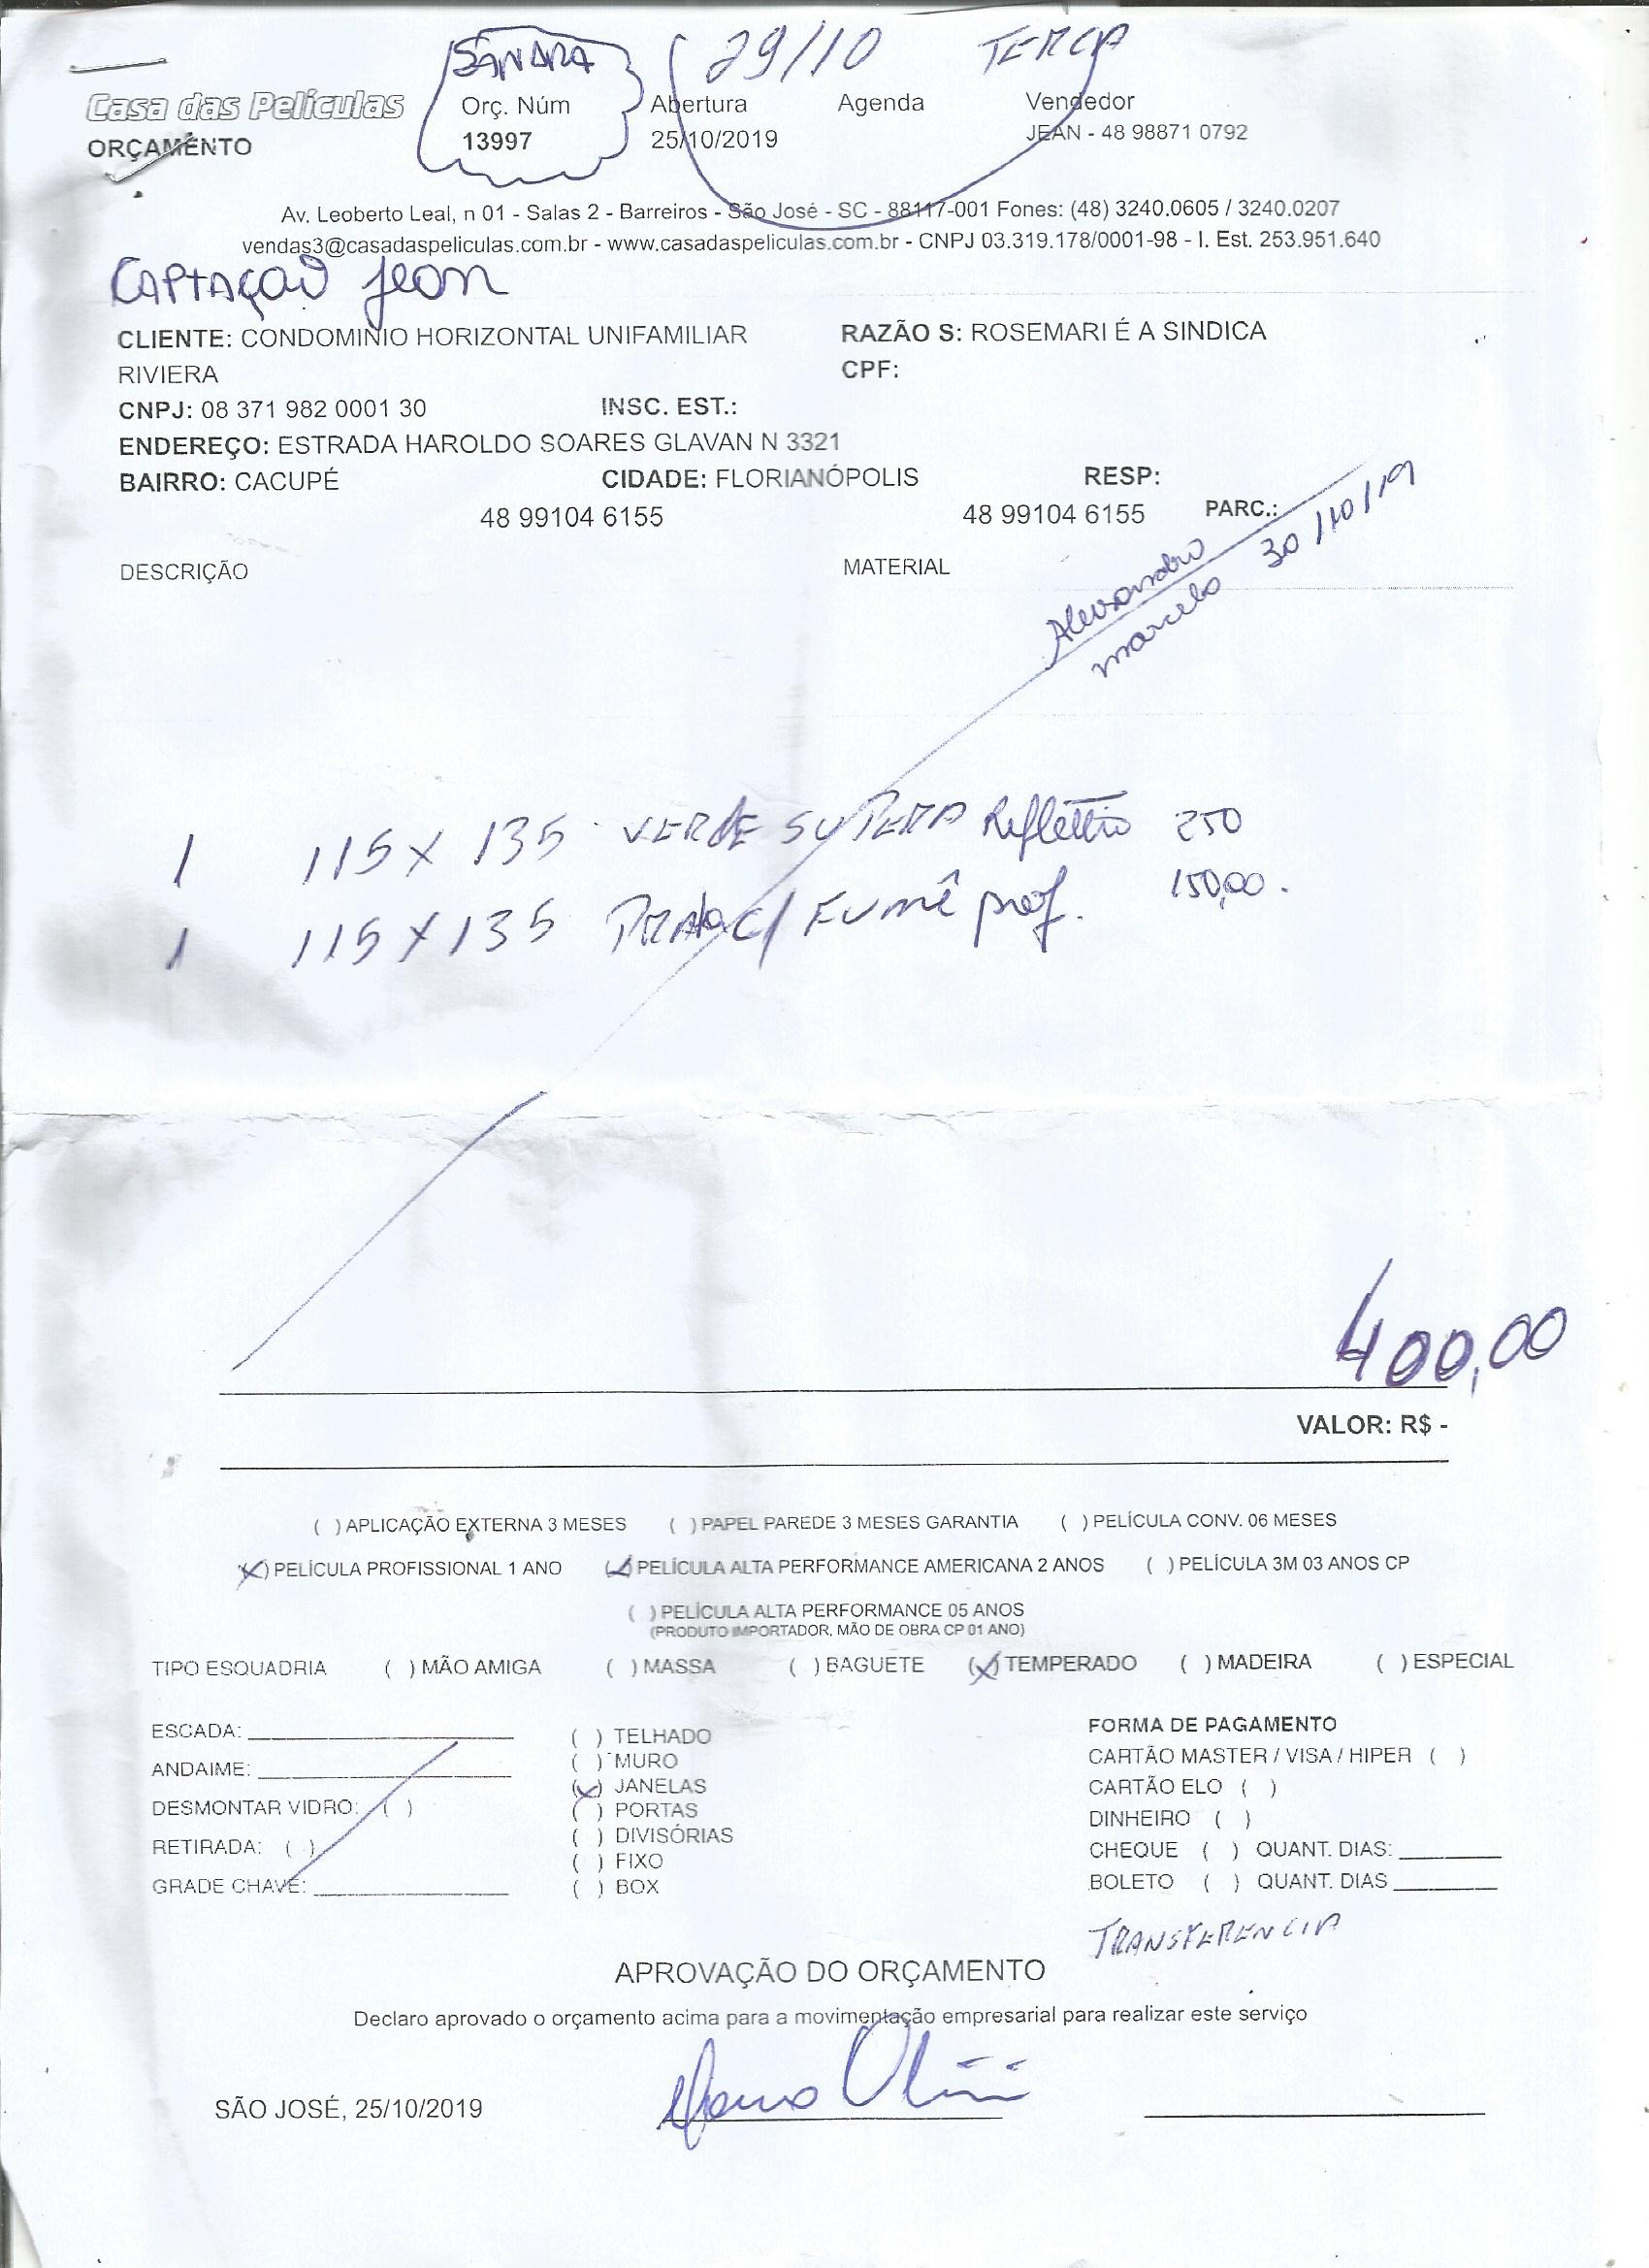 SANDRA 29/10 TERÇA
Casa das Películas Orç. Núm Abertura Agenda Vendedor
ORÇAMENTO 13997 25/10/2019 JEAN - 48 98871 0792
Av. Leoberto Leal, n 01 - Salas 2 - Barreiros - São José - SC - 88117-001 Fones: (48) 3240.0605 / 3240.0207
vendas3@casadaspeliculas.com.br - www.casadaspeliculas.com.br - CNPJ 03.319.178/0001-98 - I. Est. 253.951.640
CAPTAÇÃO Jean
CLIENTE: CONDOMINIO HORIZONTAL UNIFAMILIAR RAZÃO S: ROSEMARI É A SINDICA
RIVIERA CPF:
CNPJ: 08 371 982 0001 30 INSC. EST.:
ENDEREÇO: ESTRADA HAROLDO SOARES GLAVAN N 3321
BAIRRO: CACUPÉ CIDADE: FLORIANÓPOLIS RESP:
48 99104 6155 48 99104 6155 PARC.:
DESCRIÇÃO MATERIAL
Alexsandro
marcelo 30/10/19
1 115 X 135 VERDE 250
1 115 X 135 PRATA C/ FUMÊ prof. 150,00.
400,00
VALOR: R$ -
( ) APLICAÇÃO EXTERNA 3 MESES ( ) PAPEL PAREDE 3 MESES GARANTIA ( ) PELÍCULA CONV. 06 MESES
(X) PELÍCULA PROFISSIONAL 1 ANO (X) PELÍCULA ALTA PERFORMANCE AMERICANA 2 ANOS ( ) PELÍCULA 3M 03 ANOS CP
( ) PELÍCULA ALTA PERFORMANCE 05 ANOS
(PRODUTO IMPORTADOR, MÃO DE OBRA CP 01 ANO)
TIPO ESQUADRIA ( ) MÃO AMIGA ( ) MASSA ( ) BAGUETE (X) TEMPERADO ( ) MADEIRA ( ) ESPECIAL
ESCADA:
ANDAIME:
DESMONTAR VIDRO: ( )
RETIRADA: ( )
GRADE CHAVE:
( ) TELHADO
( ) MURO
(X) JANELAS
( ) PORTAS
( ) DIVISÓRIAS
( ) FIXO
( ) BOX
FORMA DE PAGAMENTO
CARTÃO MASTER / VISA / HIPER ( )
CARTÃO ELO ( )
DINHEIRO ( )
CHEQUE ( ) QUANT. DIAS:
BOLETO ( ) QUANT. DIAS
TRANSFERENCIA
APROVAÇÃO DO ORÇAMENTO
Declaro aprovado o orçamento acima para a movimentação empresarial para realizar este serviço
SÃO JOSÉ, 25/10/2019